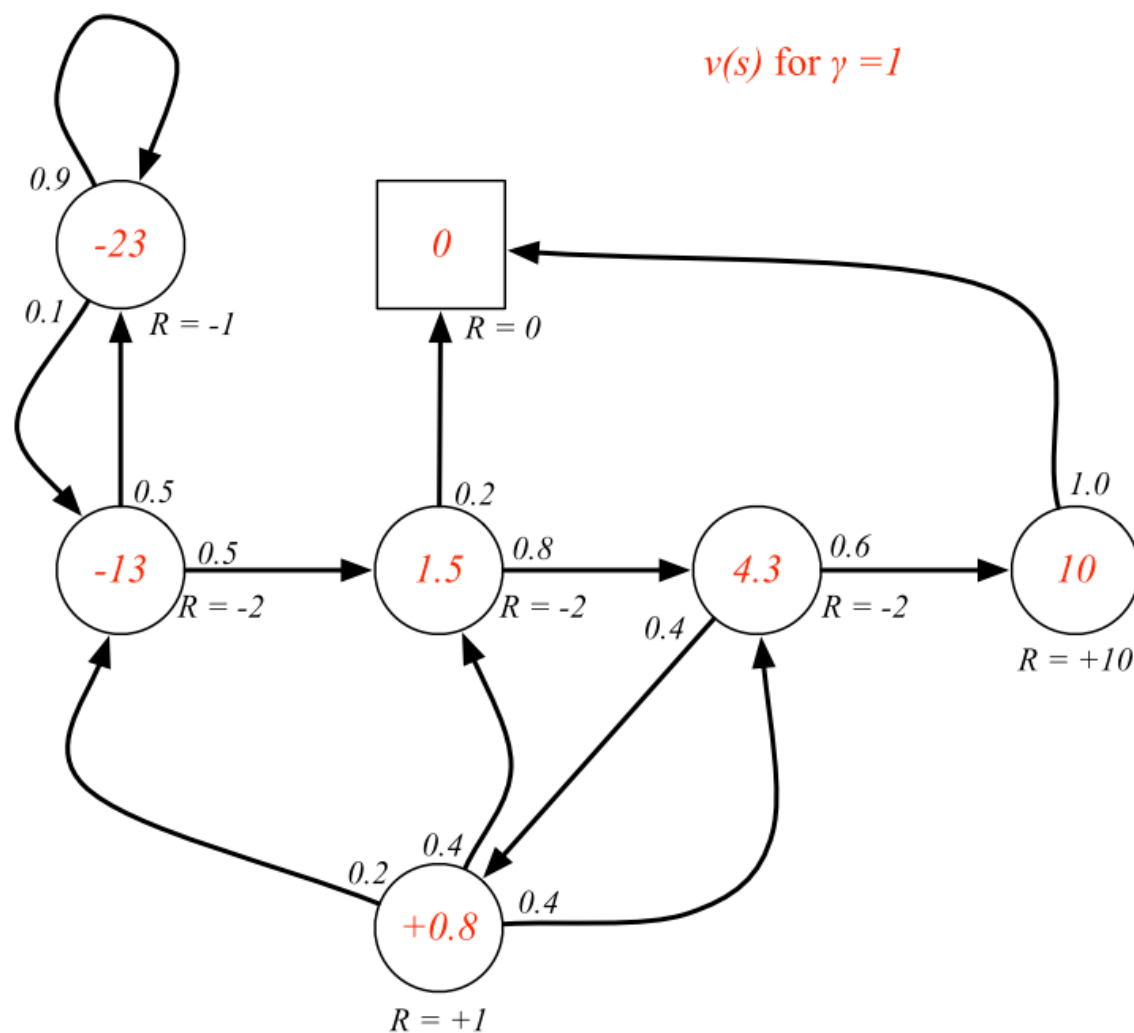 v(s) for γ =1
0.9
-23
0
0.1
R = -1
R = 0
0.5
0.2
1.0
-13
0.5
1.5
0.8
4.3
0.6
10
R = -2
R = -2
0.4
R = -2
R = +10
0.2
0.4
0.4
+0.8
R = +1